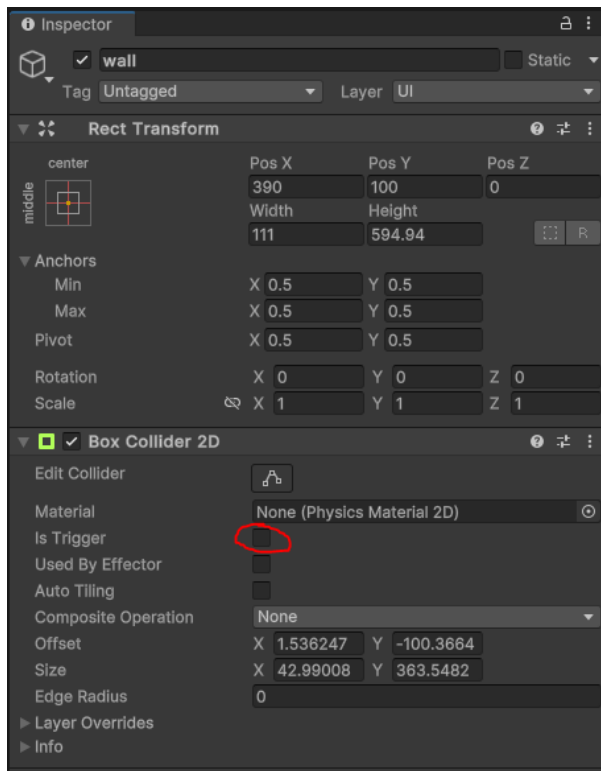 Inspector
wall Static
Tag Untagged Layer UI
Rect Transform
center Pos X Pos Y Pos Z
middle 390 100 0
Width Height
111 594.94 R
Anchors
Min X 0.5 Y 0.5
Max X 0.5 Y 0.5
Pivot X 0.5 Y 0.5
Rotation X 0 Y 0 Z 0
Scale X 1 Y 1 Z 1
Box Collider 2D
Edit Collider
Material None (Physics Material 2D)
Is Trigger
Used By Effector
Auto Tiling
Composite Operation None
Offset X 1.536247 Y -100.3664
Size X 42.99008 Y 363.5482
Edge Radius 0
Layer Overrides
Info